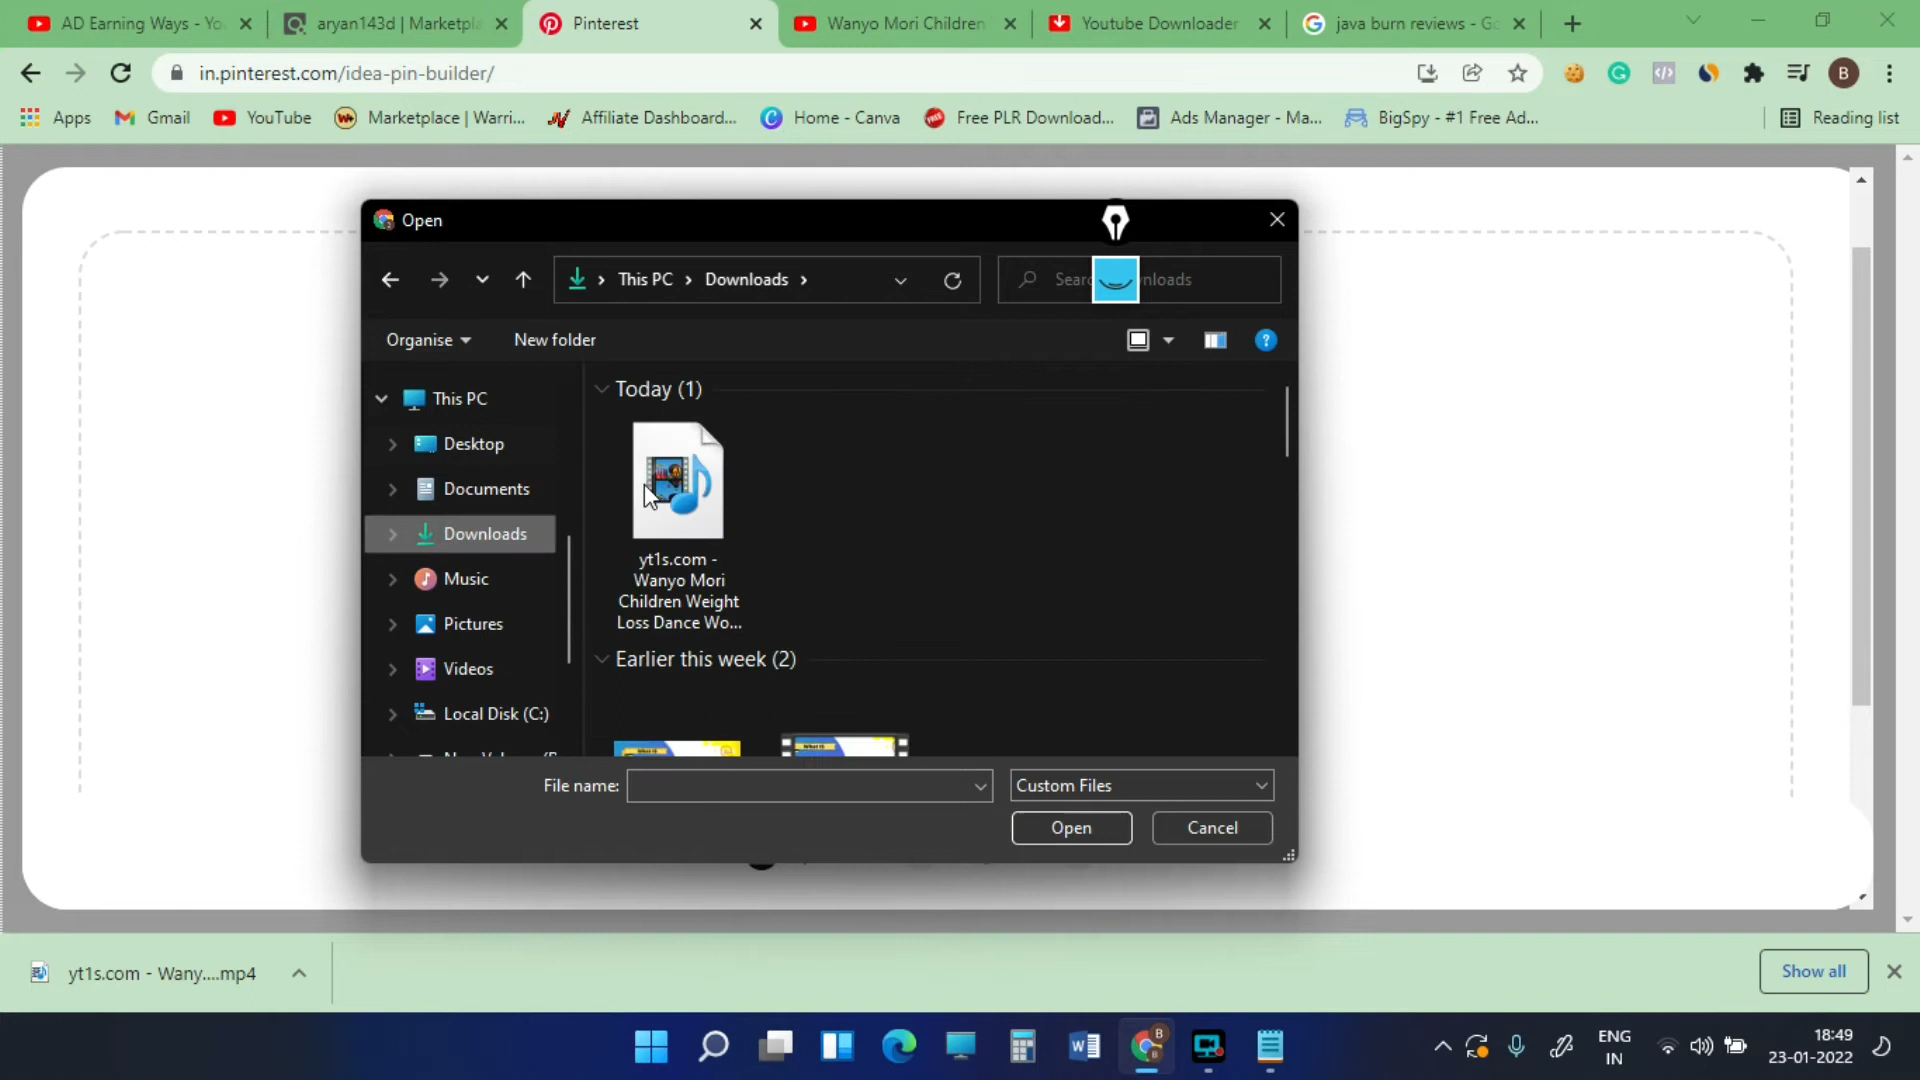 AD Earning Ways - Yo
aryan143d | Marketpla
Pinterest
Wanyo Mori Children
Youtube Downloader
java burn reviews - Go
in.pinterest.com/idea-pin-builder/
B
Apps
Gmail
YouTube
Marketplace | Warri...
Affiliate Dashboard...
Home - Canva
Free PLR Download...
Ads Manager - Ma...
BigSpy - #1 Free Ad...
Reading list
Open
This PC
Downloads
Organise
New folder
This PC
Desktop
Documents
Downloads
Music
Pictures
Videos
Local Disk (C:)
Today (1)
yt1s.com -
Wanyo Mori
Children Weight
Loss Dance Wo...
Earlier this week (2)
File name:
Custom Files
Open
Cancel
yt1s.com - Wany....mp4
Show all
ENG
IN
18:49
23-01-2022